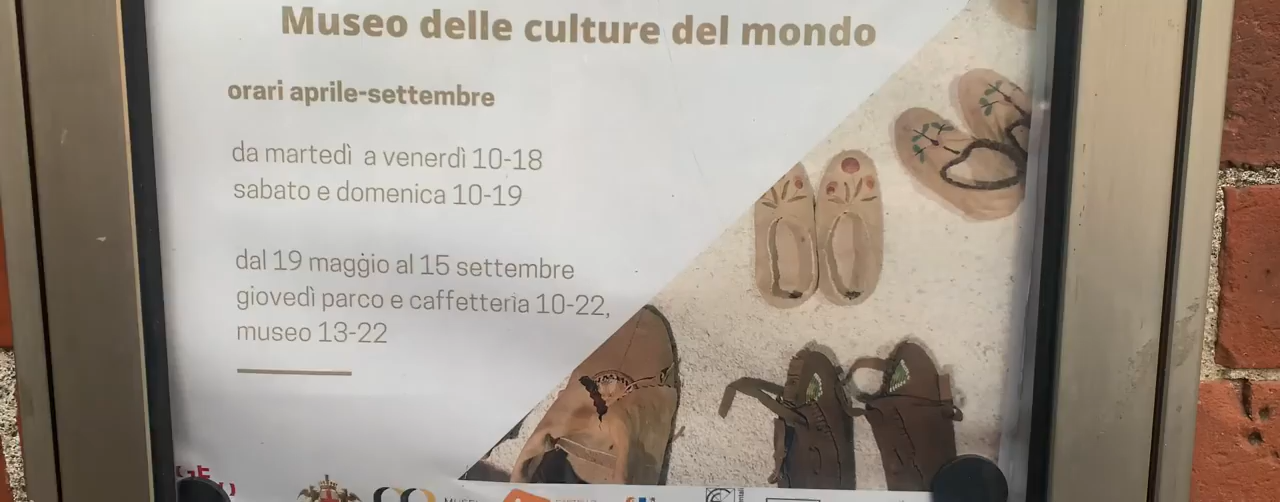 Museo delle culture del mondo
orari aprile-settembre
da martedì a venerdì 10-18
sabato e domenica 10-19
dal 19 maggio al 15 settembre
giovedì parco e caffetteria 10-22,
museo 13-22